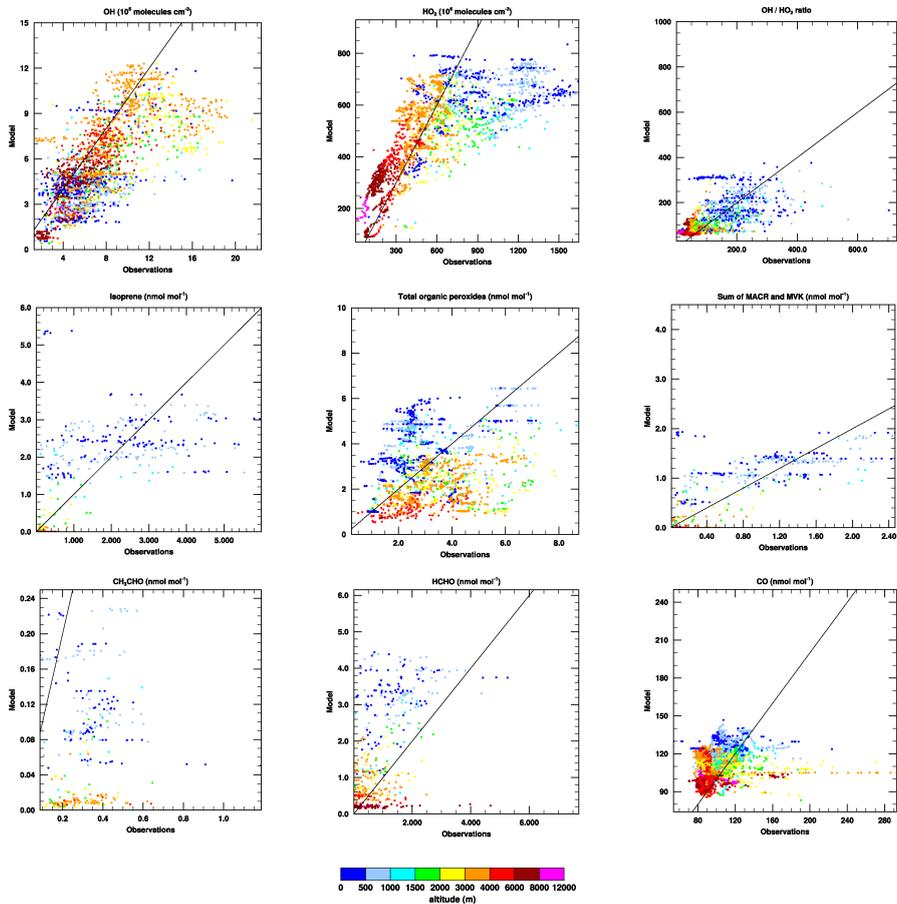 OH (10⁶ molecules cm⁻³)
15
12
9
6
3
0
Model
4 8 12 16 20
Observations
HO₂ (10⁶ molecules cm⁻³)
800
600
400
200
Model
300 600 900 1200 1500
Observations
OH / HO₂ ratio
1000
800
600
400
200
Model
200.0 400.0 600.0
Observations
Isoprene (nmol mol⁻¹)
6.0
5.0
4.0
3.0
2.0
1.0
0.0
Model
1.000 2.000 3.000 4.000 5.000
Observations
Total organic peroxides (nmol mol⁻¹)
10
8
6
4
2
0
Model
2.0 4.0 6.0 8.0
Observations
Sum of MACR and MVK (nmol mol⁻¹)
4.0
3.0
2.0
1.0
0.0
Model
0.40 0.80 1.20 1.60 2.00 2.40
Observations
CH₃CHO (nmol mol⁻¹)
0.24
0.20
0.16
0.12
0.08
0.04
0.00
Model
0.2 0.4 0.6 0.8 1.0
Observations
HCHO (nmol mol⁻¹)
6.0
5.0
4.0
3.0
2.0
1.0
0.0
Model
2.000 4.000 6.000
Observations
CO (nmol mol⁻¹)
240
210
180
150
120
90
Model
80 120 160 200 240 280
Observations
0 500 1000 1500 2000 3000 4000 6000 8000 12000
altitude (m)